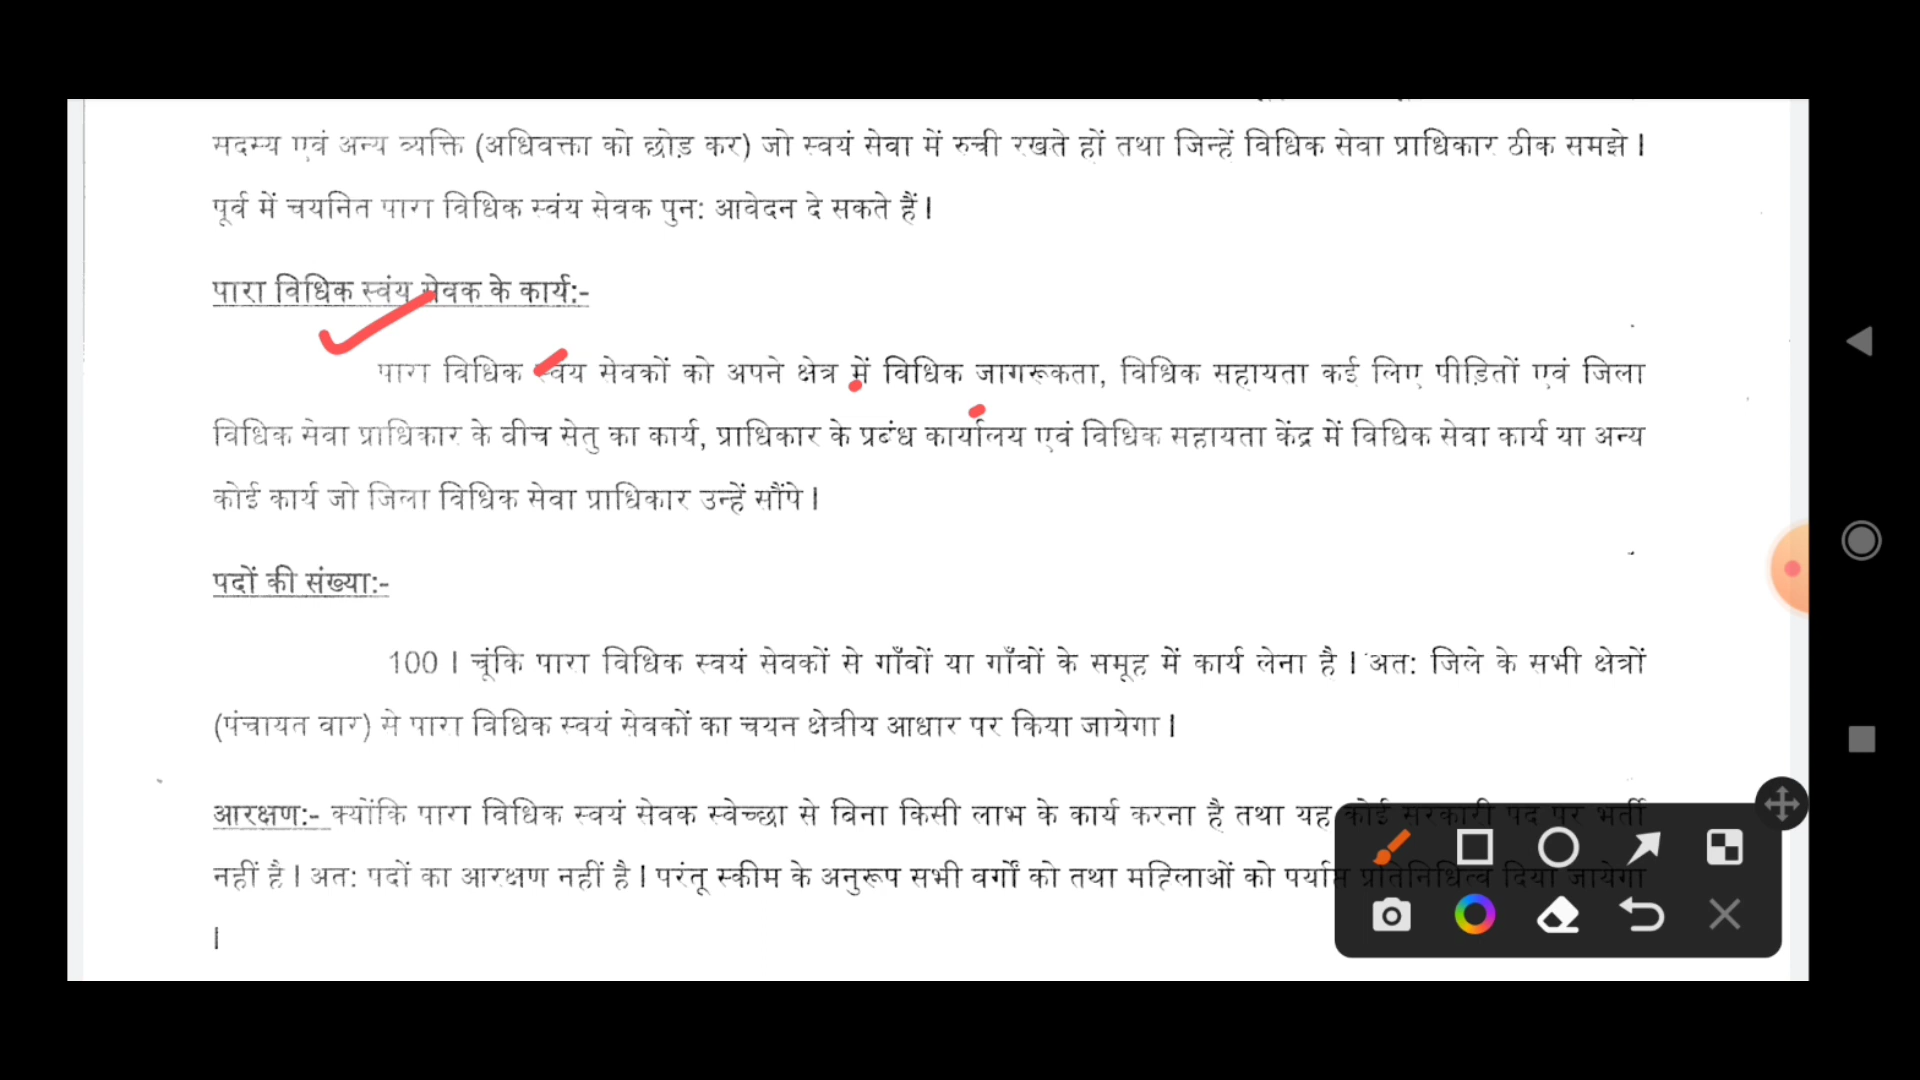 सदस्य एवं अन्य व्यक्ति (अधिवक्ता को छोड़ कर) जो स्वयं सेवा में रुची रखते हों तथा जिन्हें विधिक सेवा प्राधिकार ठीक समझे |
पूर्व में चयनित पारा विधिक स्वंय सेवक पुन: आवेदन दे सकते हैं |
पारा विधिक स्वंय सेवक के कार्य:-
पारा विधिक स्वंय सेवकों को अपने क्षेत्र में विधिक जागरूकता, विधिक सहायता कई लिए पीड़ितों एवं जिला
विधिक सेवा प्राधिकार के बीच सेतु का कार्य, प्राधिकार के प्रबंध कार्यालय एवं विधिक सहायता केंद्र में विधिक सेवा कार्य या अन्य
कोई कार्य जो जिला विधिक सेवा प्राधिकार उन्हें सौंपे |
पदों की संख्या:-
100 | चूंकि पारा विधिक स्वयं सेवकों से गाँवों या गाँवों के समूह में कार्य लेना है | अत: जिले के सभी क्षेत्रों
(पंचायत वार) से पारा विधिक स्वयं सेवकों का चयन क्षेत्रीय आधार पर किया जायेगा |
आरक्षण:- क्योंकि पारा विधिक स्वयं सेवक स्वेच्छा से बिना किसी लाभ के कार्य करना है तथा यह कोई सरकारी पद पर भर्ती
नहीं है | अत: पदों का आरक्षण नहीं है | परंतू स्कीम के अनुरूप सभी वर्गों को तथा महिलाओं को पर्याप्त प्रतिनिधित्व दिया जायेगा
|